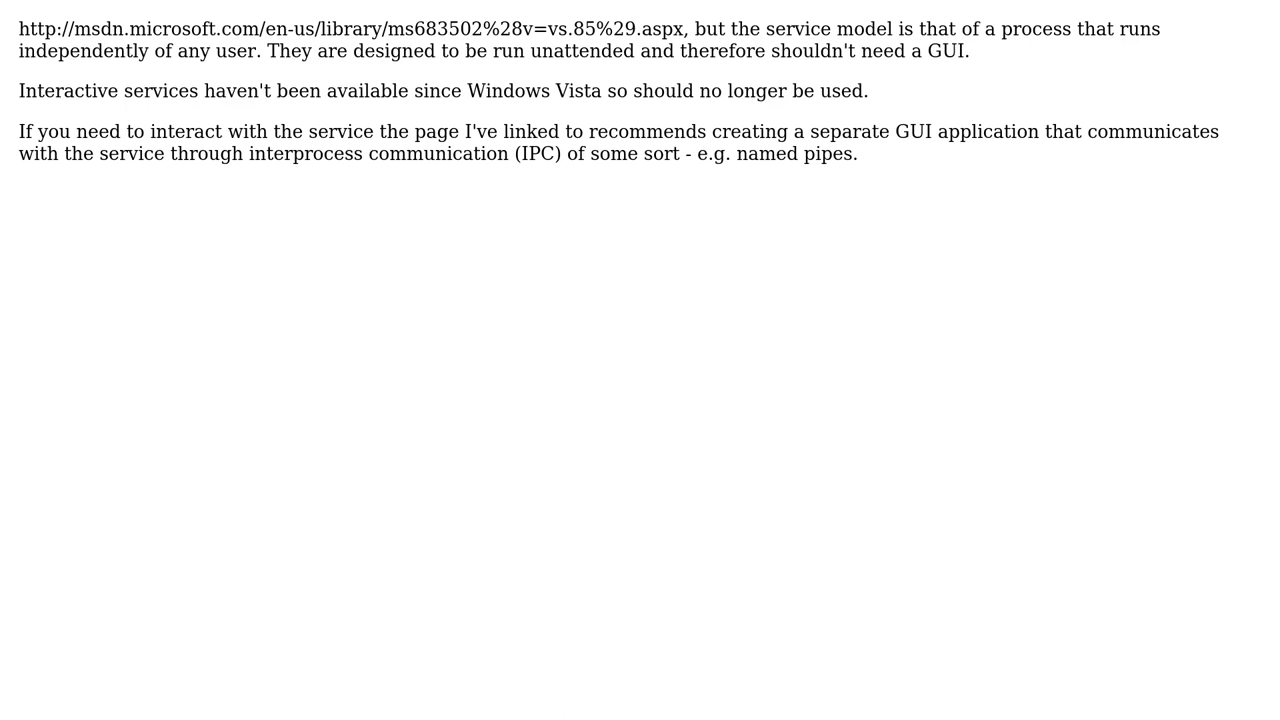 http://msdn.microsoft.com/en-us/library/ms683502%28v=vs.85%29.aspx, but the service model is that of a process that runs
independently of any user. They are designed to be run unattended and therefore shouldn't need a GUI.
Interactive services haven't been available since Windows Vista so should no longer be used.
If you need to interact with the service the page I've linked to recommends creating a separate GUI application that communicates
with the service through interprocess communication (IPC) of some sort - e.g. named pipes.